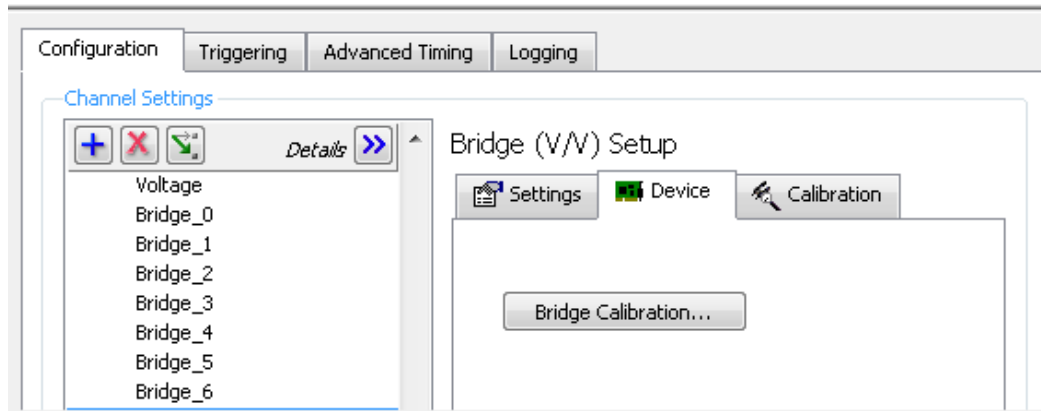 Configuration Triggering Advanced Timing Logging
Channel Settings
Details
Voltage
Bridge_0
Bridge_1
Bridge_2
Bridge_3
Bridge_4
Bridge_5
Bridge_6
Bridge (V/V) Setup
Settings Device Calibration
Bridge Calibration...